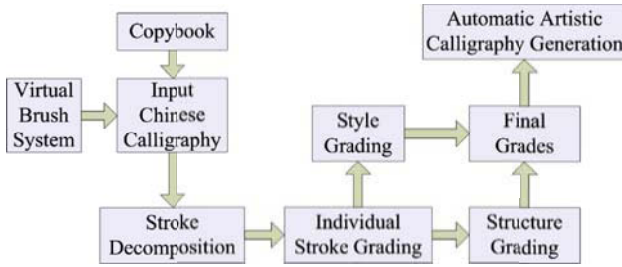 Copybook
Virtual
Brush
System
Input
Chinese
Calligraphy
Stroke
Decomposition
Individual
Stroke Grading
Style
Grading
Structure
Grading
Final
Grades
Automatic Artistic
Calligraphy Generation